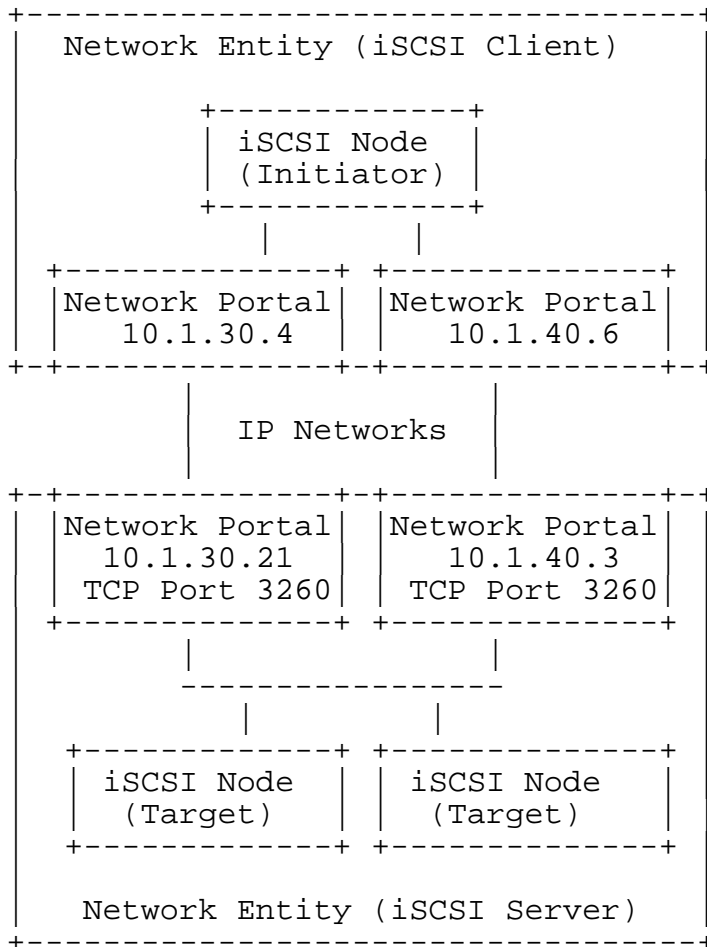 Network Entity (iSCSI Client)
iSCSI Node
(Initiator)
Network Portal Network Portal
10.1.30.4 10.1.40.6
IP Networks
Network Portal Network Portal
10.1.30.21 10.1.40.3
TCP Port 3260 TCP Port 3260
iSCSI Node iSCSI Node
(Target) (Target)
Network Entity (iSCSI Server)